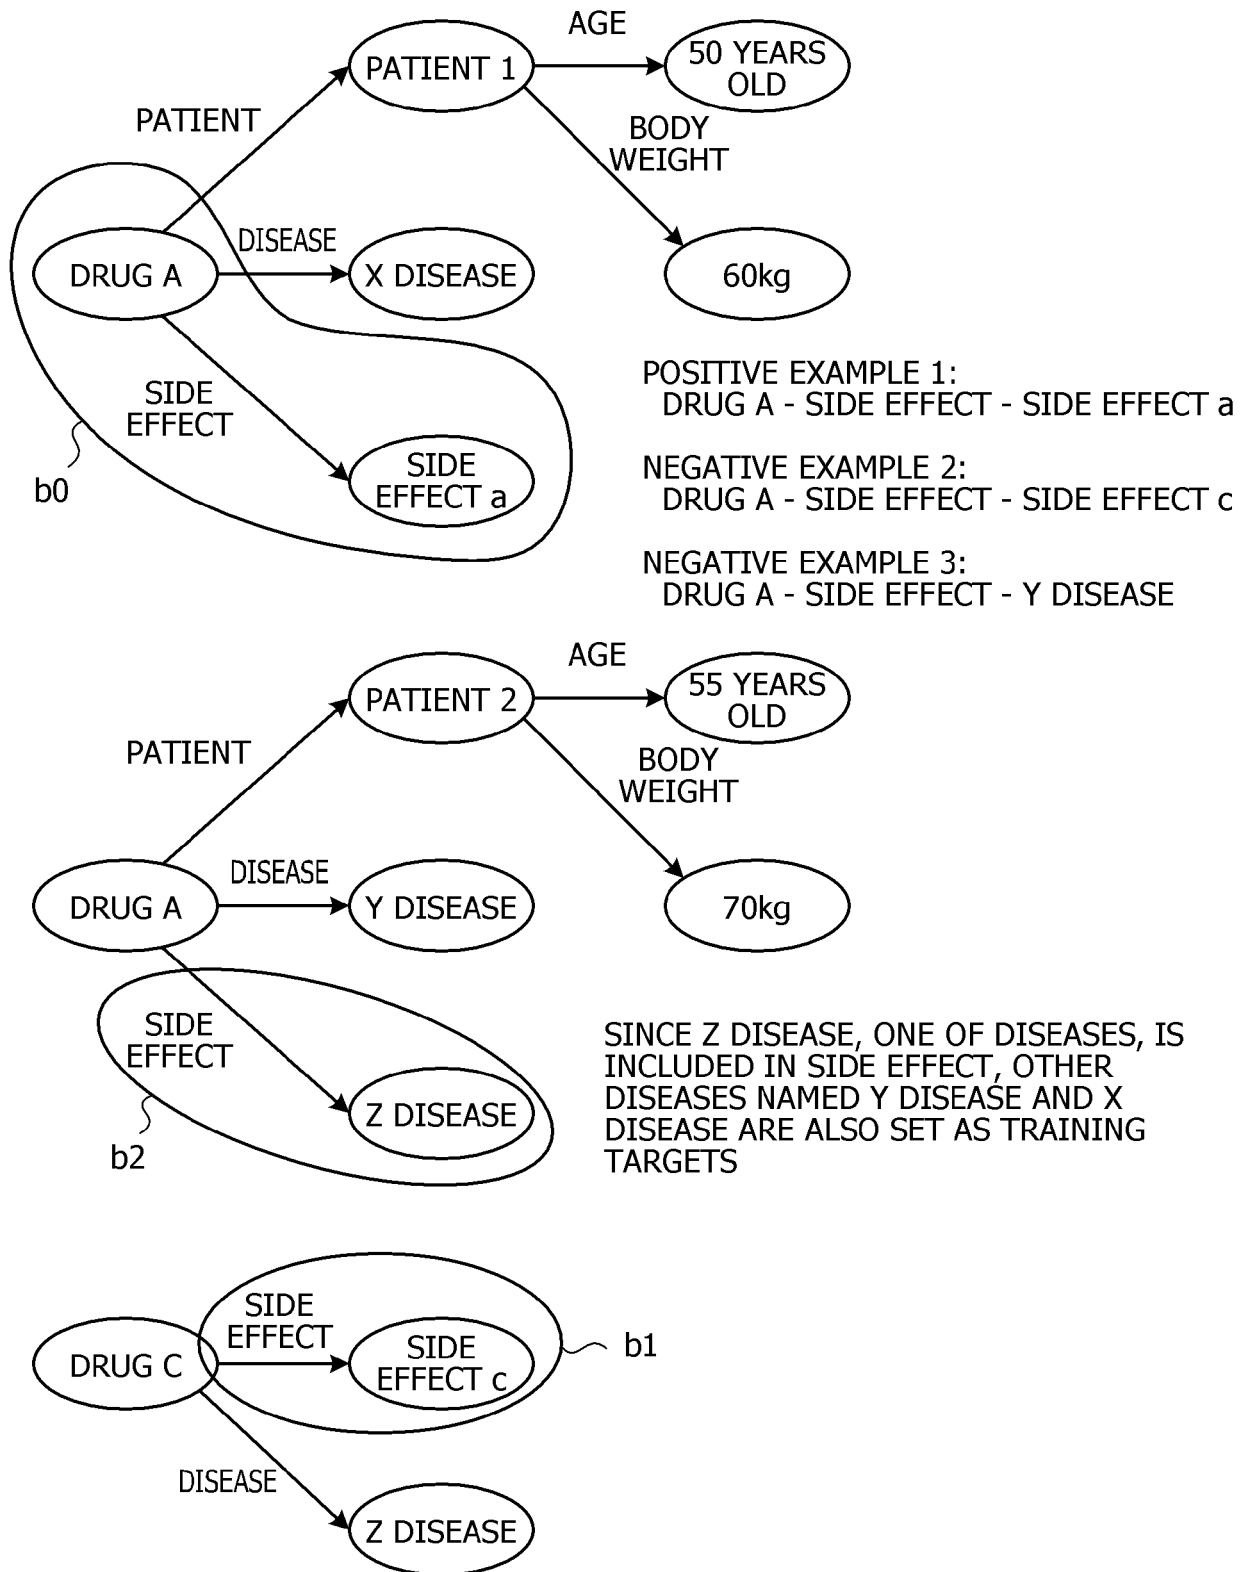 AGE
PATIENT 1
50 YEARS
OLD
PATIENT
BODY
WEIGHT
DISEASE
DRUG A
X DISEASE
60kg
SIDE
EFFECT
SIDE
EFFECT a
b0
POSITIVE EXAMPLE 1:
DRUG A - SIDE EFFECT - SIDE EFFECT a
NEGATIVE EXAMPLE 2:
DRUG A - SIDE EFFECT - SIDE EFFECT c
NEGATIVE EXAMPLE 3:
DRUG A - SIDE EFFECT - Y DISEASE
AGE
PATIENT 2
55 YEARS
OLD
PATIENT
BODY
WEIGHT
DISEASE
DRUG A
Y DISEASE
70kg
SIDE
EFFECT
Z DISEASE
b2
SINCE Z DISEASE, ONE OF DISEASES, IS
INCLUDED IN SIDE EFFECT, OTHER
DISEASES NAMED Y DISEASE AND X
DISEASE ARE ALSO SET AS TRAINING
TARGETS
SIDE
EFFECT
DRUG C
SIDE
EFFECT c
b1
DISEASE
Z DISEASE